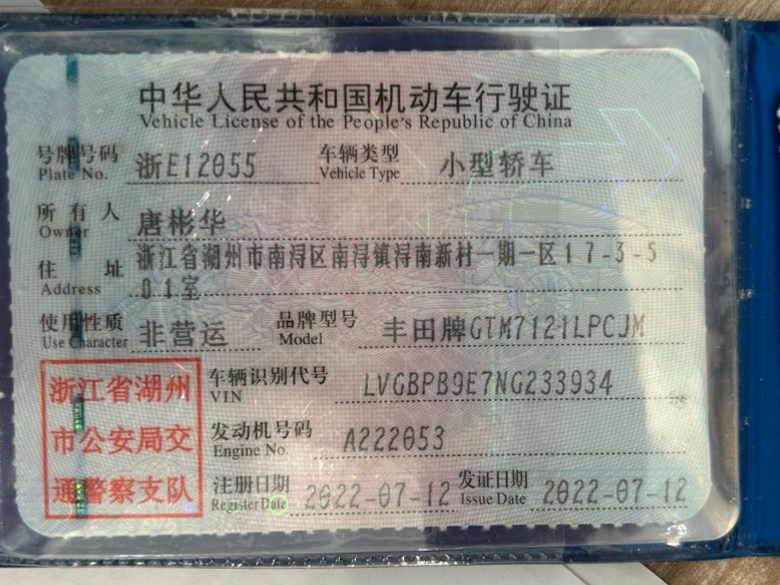 中华人民共和国机动车行驶证
Vehicle License of the People's Republic of China
号牌号码 浙E12055 车辆类型 小型轿车
Plate No. Vehicle Type
所有人 唐彬华
Owner
住址 浙江省湖州市南浔区南浔镇浔南新村一期一区17-3-5
Address 01室
使用性质 非营运 品牌型号 丰田牌GTM7121LPCJM
Use Character Model
浙江省湖州
市公安局交
通警察支队
车辆识别代号 LVGBPB9E7NG233934
VIN
发动机号码 A222053
Engine No.
注册日期 2022-07-12 发证日期 2022-07-12
Register Date Issue Date